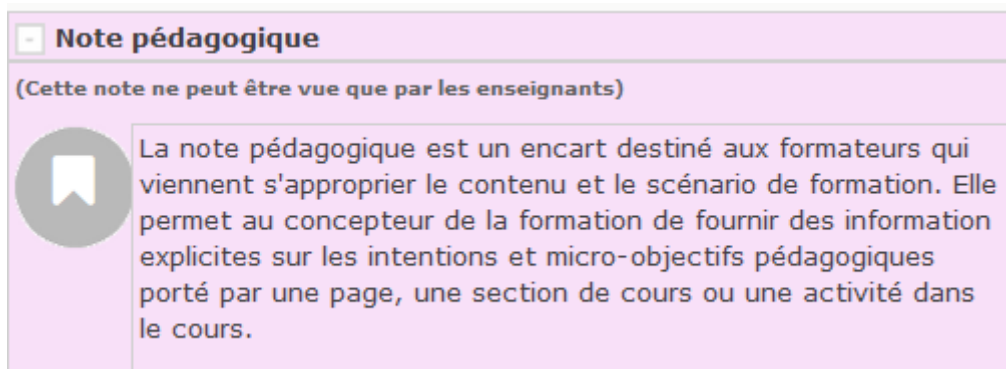 Note pédagogique
(Cette note ne peut être vue que par les enseignants)
La note pédagogique est un encart destiné aux formateurs qui
viennent s'approprier le contenu et le scénario de formation. Elle
permet au concepteur de la formation de fournir des information
explicites sur les intentions et micro-objectifs pédagogiques
porté par une page, une section de cours ou une activité dans
le cours.